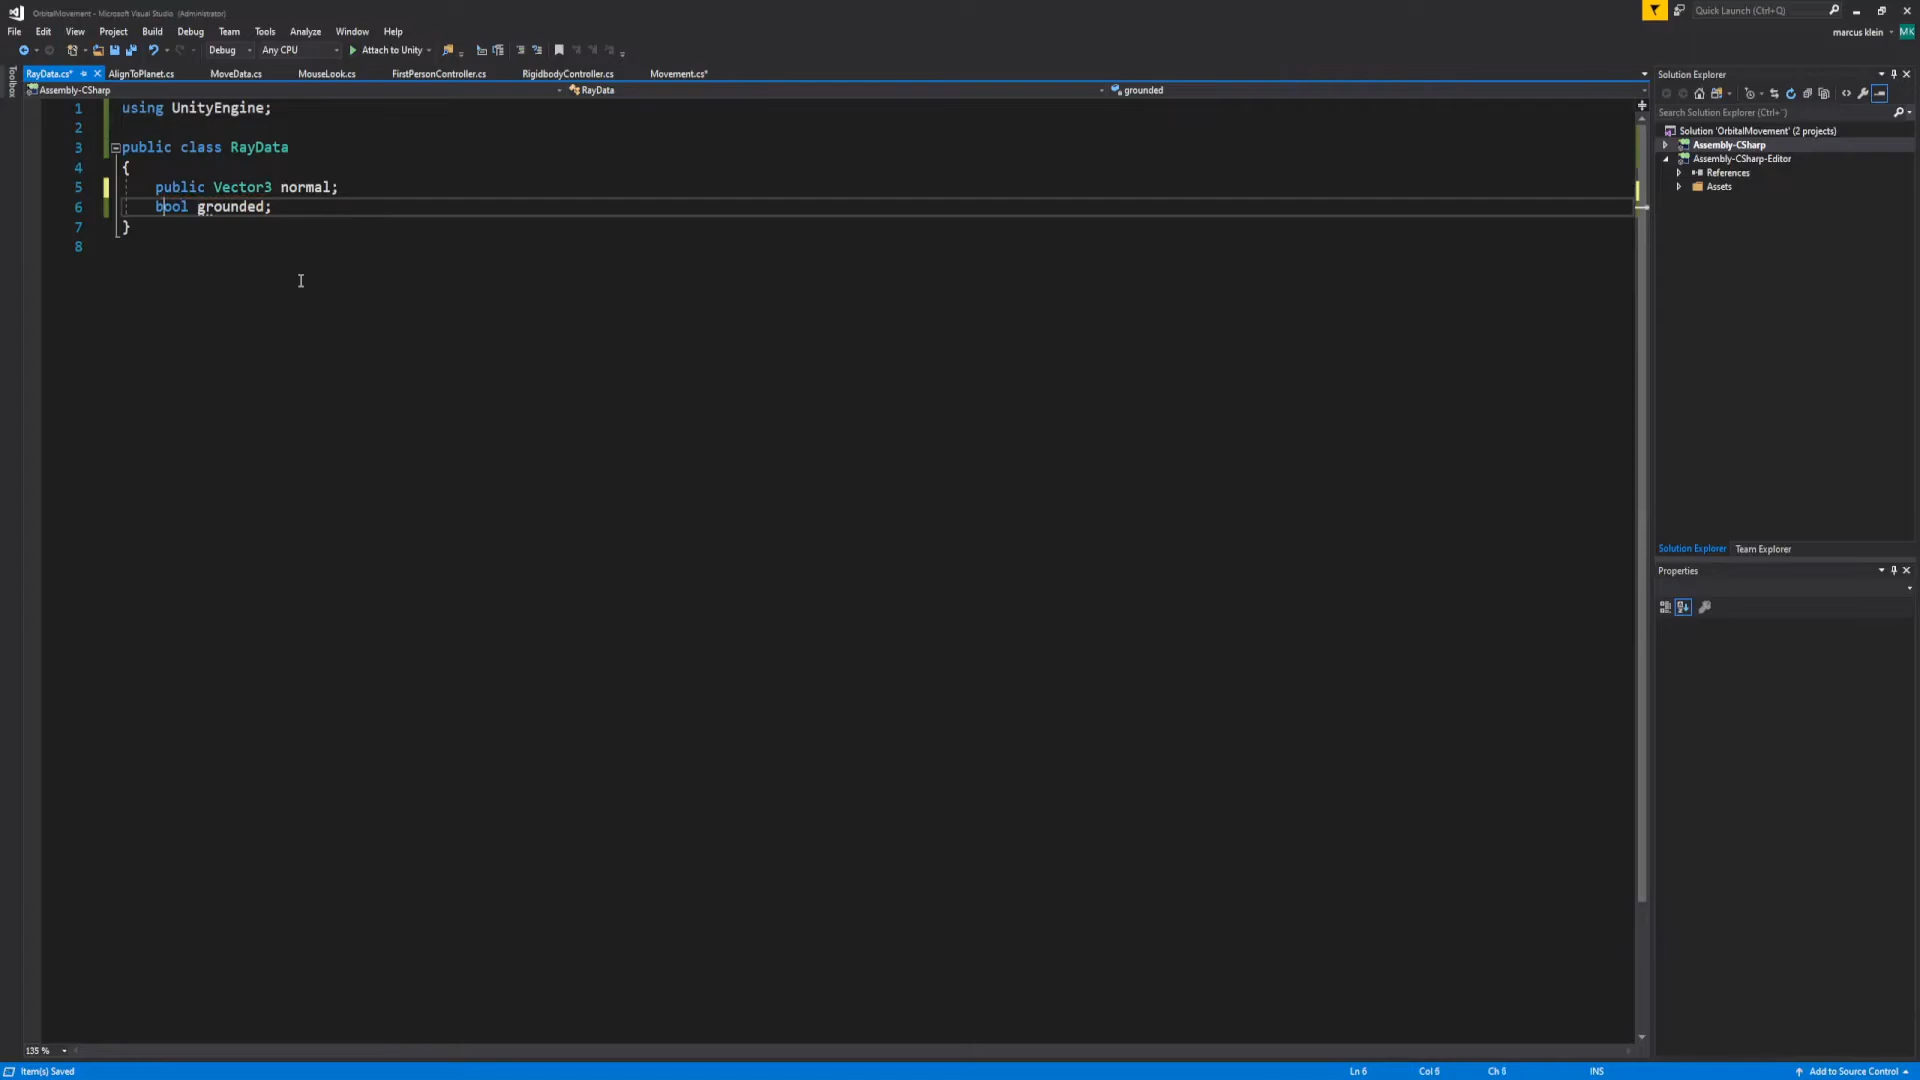 OrbitalMovement - Microsoft Visual Studio (Administrator)
Quick Launch (Ctrl+Q)
File Edit View Project Build Debug Team Tools Analyze Window Help
marcus klein MK
Debug Any CPU Attach to Unity
Toolbox
RayData.cs* AlignToPlanet.cs MoveData.cs MouseLook.cs FirstPersonController.cs RigidbodyController.cs Movement.cs*
Assembly-CSharp RayData grounded
1 using UnityEngine;
2
3 public class RayData
4 {
5 public Vector3 normal;
6 bool grounded;
7 }
8
Solution Explorer
Search Solution Explorer (Ctrl+¨)
Solution 'OrbitalMovement' (2 projects)
Assembly-CSharp
Assembly-CSharp-Editor
References
Assets
Solution Explorer Team Explorer
Properties
135 %
Item(s) Saved Ln 6 Col 6 Ch 6 INS Add to Source Control